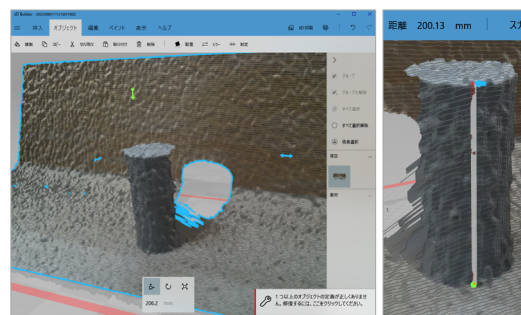 3D Builder
挿入 オブジェクト 編集 ペイント 表示 ヘルプ
3D 印刷
複製 コピー 切り取り 貼り付け 削除 配置 ミラー 測定
グループ
グループを解除
すべて選択
すべて選択解除
206.2 mm
1 つ以上のオブジェクトの定義が正しくありません。修復するには、ここをクリックしてください。
距離 200.13 mm